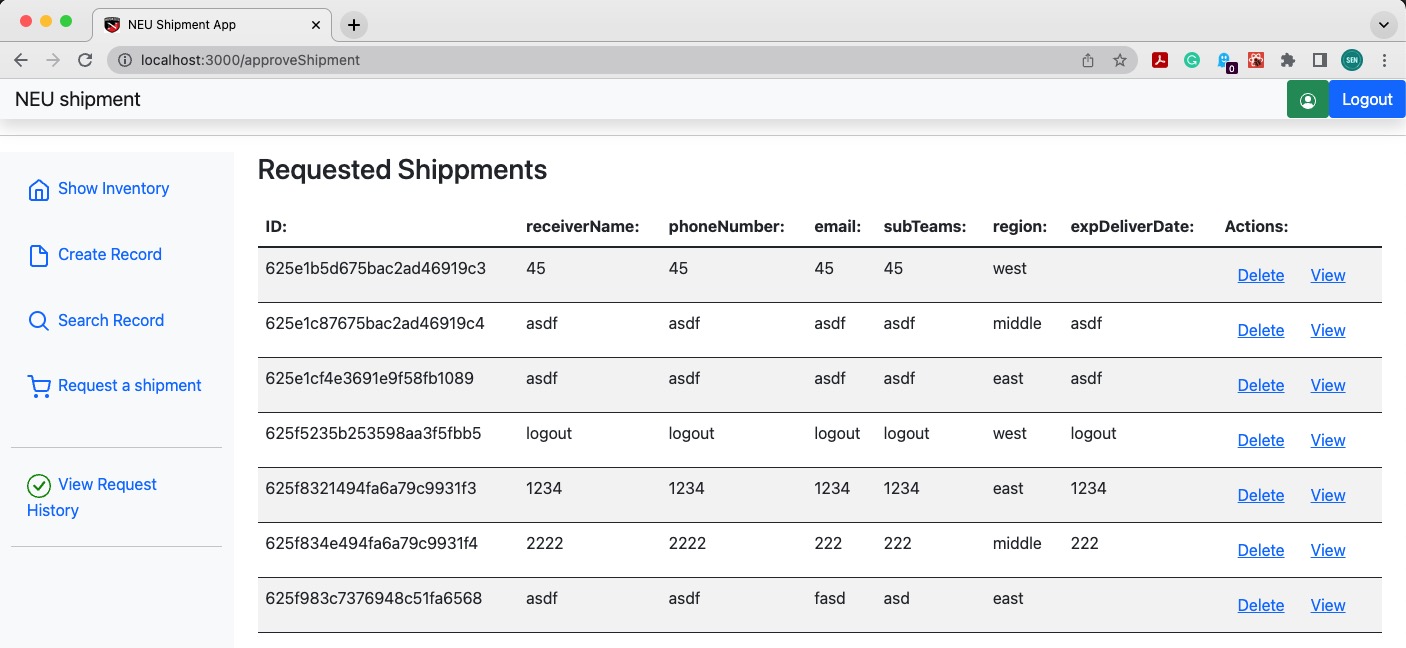 NEU Shipment App
localhost:3000/approveShipment
0
SEN
NEU shipment
Logout
Show Inventory
Create Record
Search Record
Request a shipment
View Request
History
Requested Shippments
ID: receiverName: phoneNumber: email: subTeams: region: expDeliverDate: Actions:
625e1b5d675bac2ad46919c3 45 45 45 45 west Delete View
625e1c87675bac2ad46919c4 asdf asdf asdf asdf middle asdf Delete View
625e1cf4e3691e9f58fb1089 asdf asdf asdf asdf east asdf Delete View
625f5235b253598aa3f5fbb5 logout logout logout logout west logout Delete View
625f8321494fa6a79c9931f3 1234 1234 1234 1234 east 1234 Delete View
625f834e494fa6a79c9931f4 2222 2222 222 222 middle 222 Delete View
625f983c7376948c51fa6568 asdf asdf fasd asd east Delete View